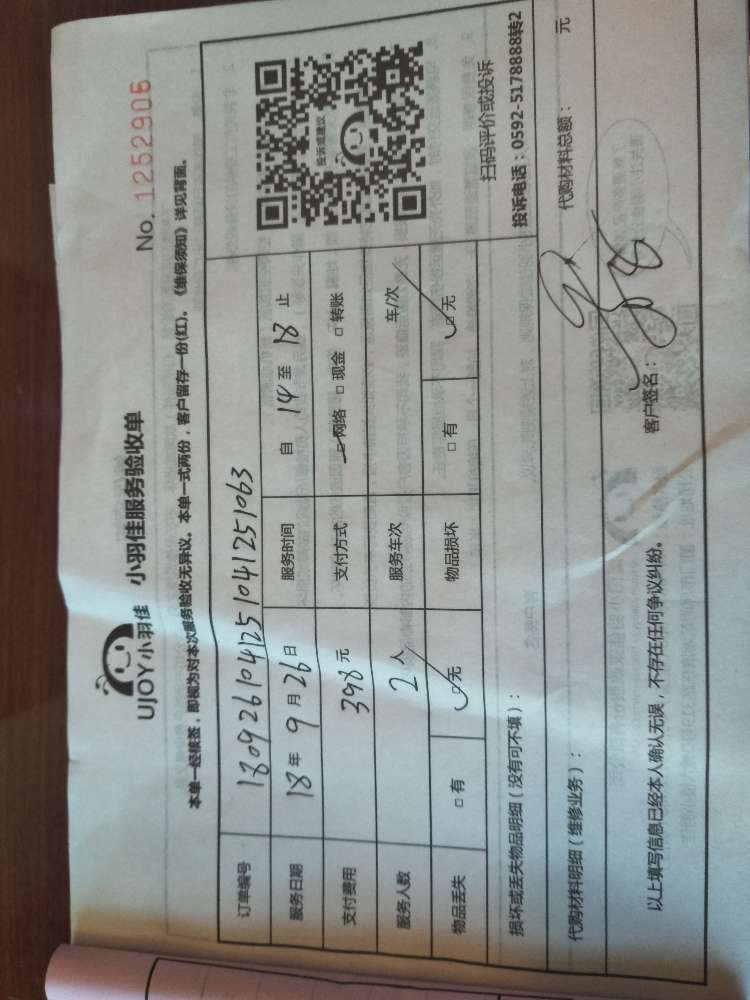 UJOY小羽佳 小羽佳服务验收单
No. 1252906
本单一经核签，即视为对本次服务验收无异议。本单一式两份，客户留存一份(红)。《维保须知》详见背面。
订单编号 18092610412510412510​63
服务日期 18年9月26日 服务时间 自14至18止
支付费用 398元 支付方式 网络 □现金 □转账
服务人数 2人 服务车次 车/次
物品丢失 □有 □无 物品损坏 □有 □无
投诉或建议
扫码评价或投诉
投诉电话：0592-5178888转2
损坏或丢失物品明细（没有可不填）：
代购材料明细（维修业务）： 代购材料总额： 元
以上填写信息已经本人确认无误，不存在任何争议纠纷。 客户签名：